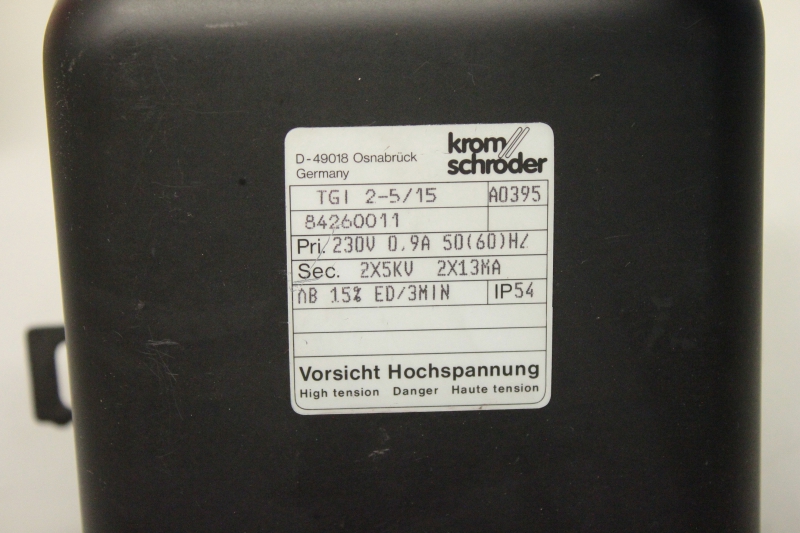 D-49018 Osnabrück
Germany
krom
schröder
TGI 2-5/15 A0395
84260011
Pri. 230V 0.9A 50(60)HZ
Sec. 2X5KV 2X13MA
AB 15% ED/3MIN IP54
Vorsicht Hochspannung
High tension Danger Haute tension